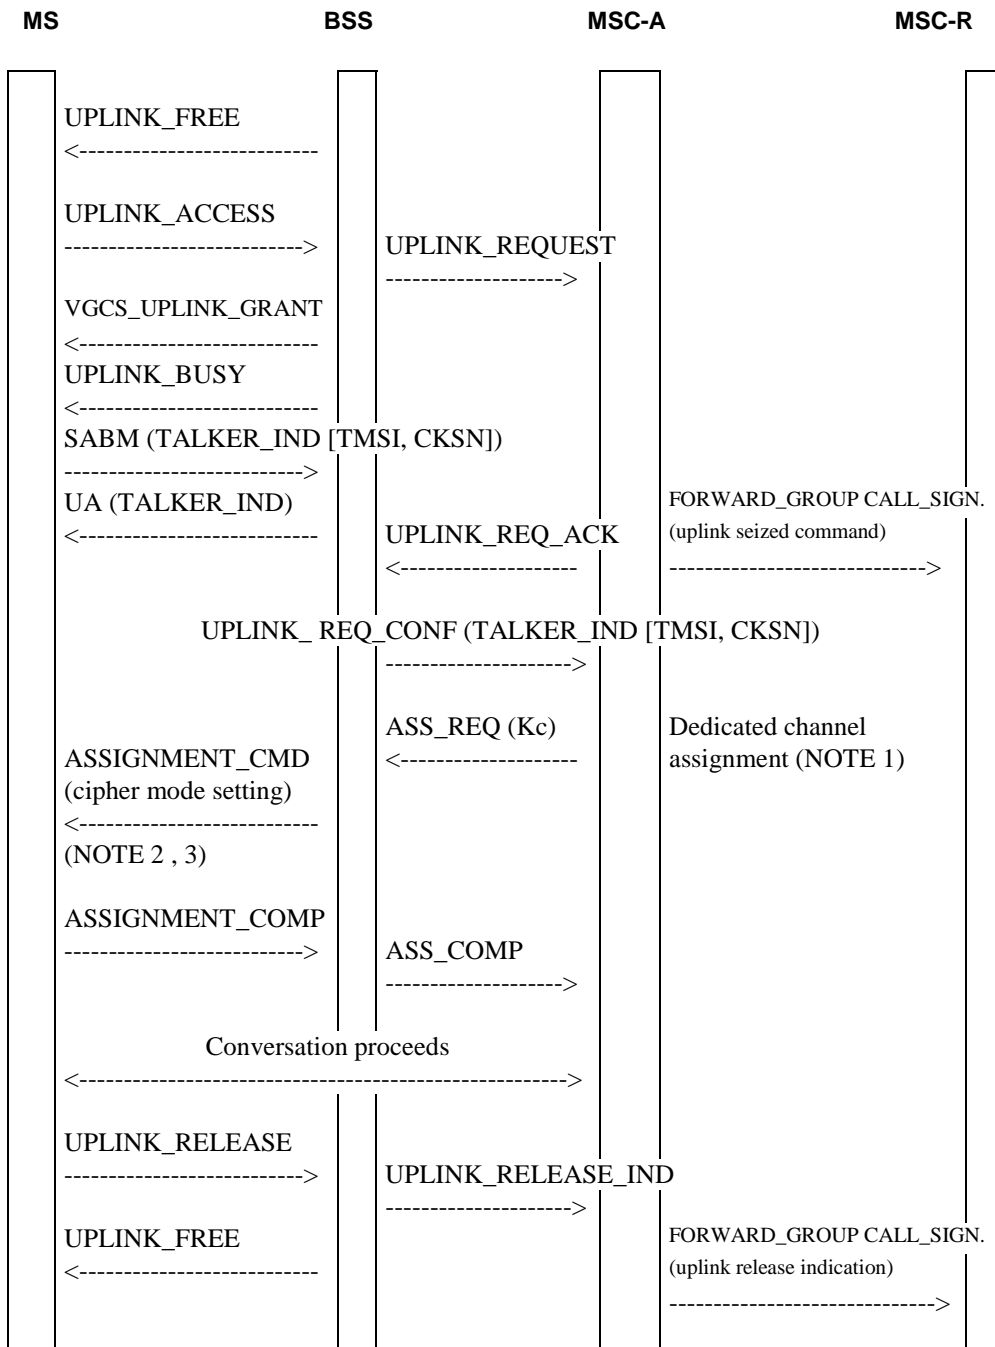 MS BSS MSC-A MSC-R
UPLINK_FREE
<---------------------------
UPLINK_ACCESS
---------------------------> UPLINK_REQUEST
-------------------->
VGCS_UPLINK_GRANT
<---------------------------
UPLINK_BUSY
<---------------------------
SABM (TALKER_IND [TMSI, CKSN])
--------------------------->
UA (TALKER_IND) FORWARD_GROUP CALL_SIGN.
<--------------------------- UPLINK_REQ_ACK (uplink seized command)
<-------------------- ----------------------------->
UPLINK_ REQ_CONF (TALKER_IND [TMSI, CKSN])
--------------------->
ASS_REQ (Kc) Dedicated channel
ASSIGNMENT_CMD <-------------------- assignment (NOTE 1)
(cipher mode setting)
<---------------------------
(NOTE 2 , 3)
ASSIGNMENT_COMP
---------------------------> ASS_COMP
-------------------->
Conversation proceeds
<------------------------------------------------------->
UPLINK_RELEASE
---------------------------> UPLINK_RELEASE_IND
--------------------->
UPLINK_FREE FORWARD_GROUP CALL_SIGN.
<--------------------------- (uplink release indication)
------------------------------>